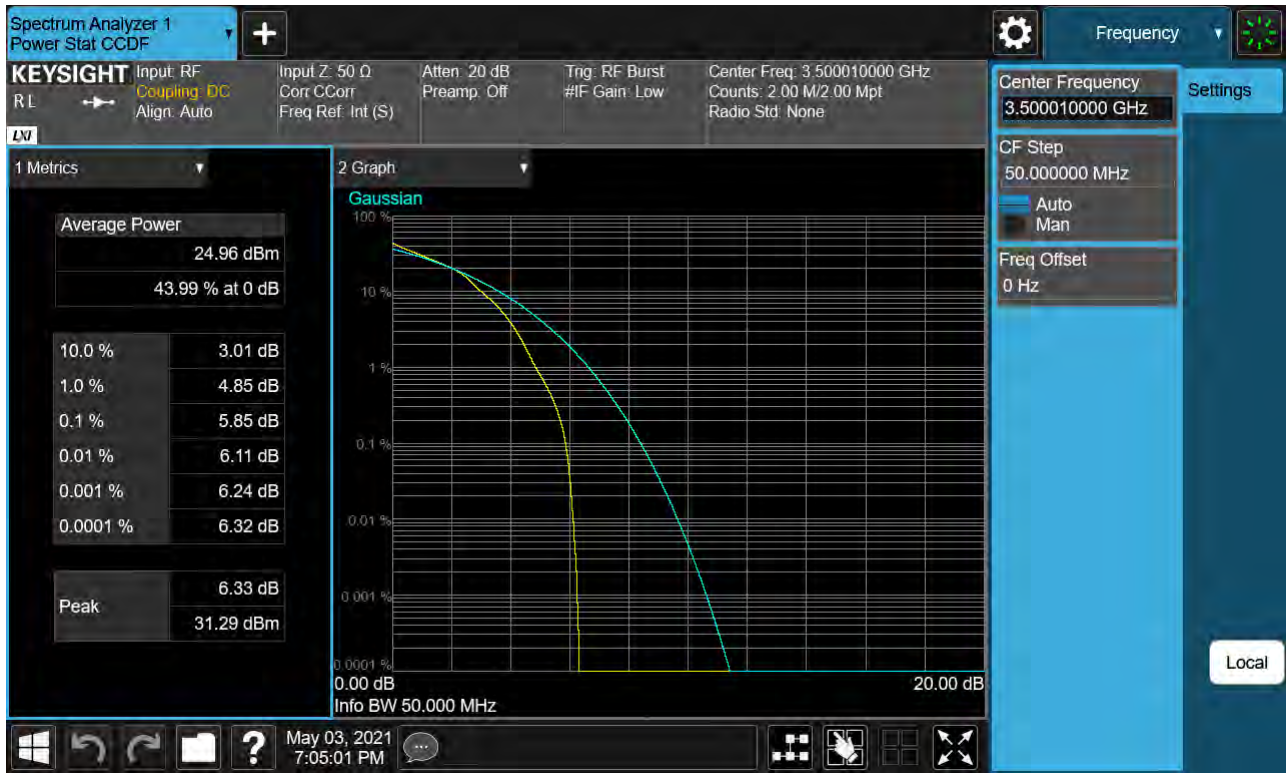 Spectrum Analyzer 1
Power Stat CCDF
+
Frequency
KEYSIGHT
RL
LXI
Input: RF
Coupling: DC
Align: Auto
Input Z: 50 Ω
Corr CCorr
Freq Ref: Int (S)
Atten: 20 dB
Preamp: Off
Trig: RF Burst
#IF Gain: Low
Center Freq: 3.500010000 GHz
Counts: 2.00 M/2.00 Mpt
Radio Std: None
1 Metrics
Average Power
24.96 dBm
43.99 % at 0 dB
10.0 % 3.01 dB
1.0 % 4.85 dB
0.1 % 5.85 dB
0.01 % 6.11 dB
0.001 % 6.24 dB
0.0001 % 6.32 dB
Peak
6.33 dB
31.29 dBm
2 Graph
Gaussian
100 %
10 %
1 %
0.1 %
0.01 %
0.001 %
0.0001 %
0.00 dB 20.00 dB
Info BW 50.000 MHz
Center Frequency
3.500010000 GHz
CF Step
50.000000 MHz
Auto
Man
Freq Offset
0 Hz
Settings
Local
?
May 03, 2021
7:05:01 PM